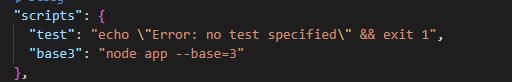 "scripts": {
"test": "echo \"Error: no test specified\" && exit 1",
"base3": "node app --base=3"
},